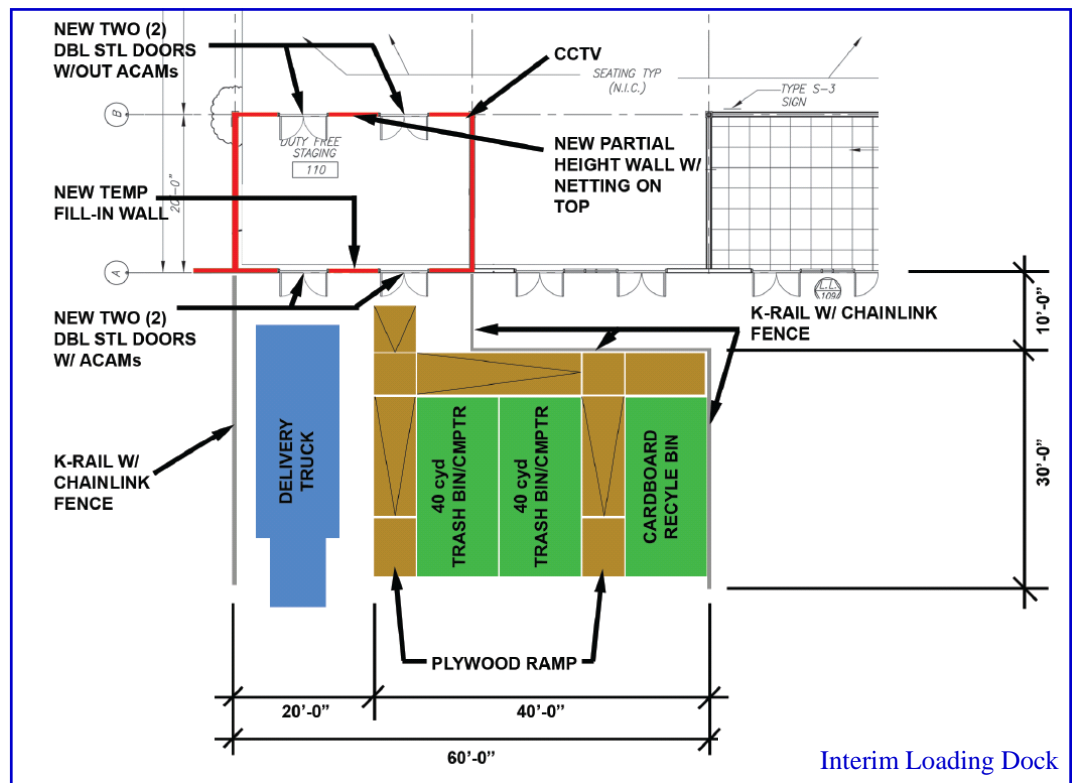 NEW TWO (2)
DBL STL DOORS
W/OUT ACAMs
CCTV
SEATING TYP
(N.I.C.)
TYPE S-3
SIGN
B
DUTY FREE
STAGING
110
NEW PARTIAL
HEIGHT WALL W/
NETTING ON
TOP
NEW TEMP
FILL-IN WALL
20'-0"
A
109A
NEW TWO (2)
DBL STL DOORS
W/ ACAMs
K-RAIL W/ CHAINLINK
FENCE
10'-0"
K-RAIL W/
CHAINLINK
FENCE
DELIVERY
TRUCK
40 cyd
TRASH BIN/CMPTR
40 cyd
TRASH BIN/CMPTR
CARDBOARD
RECYLE BIN
30'-0"
PLYWOOD RAMP
20'-0"
40'-0"
60'-0"
Interim Loading Dock